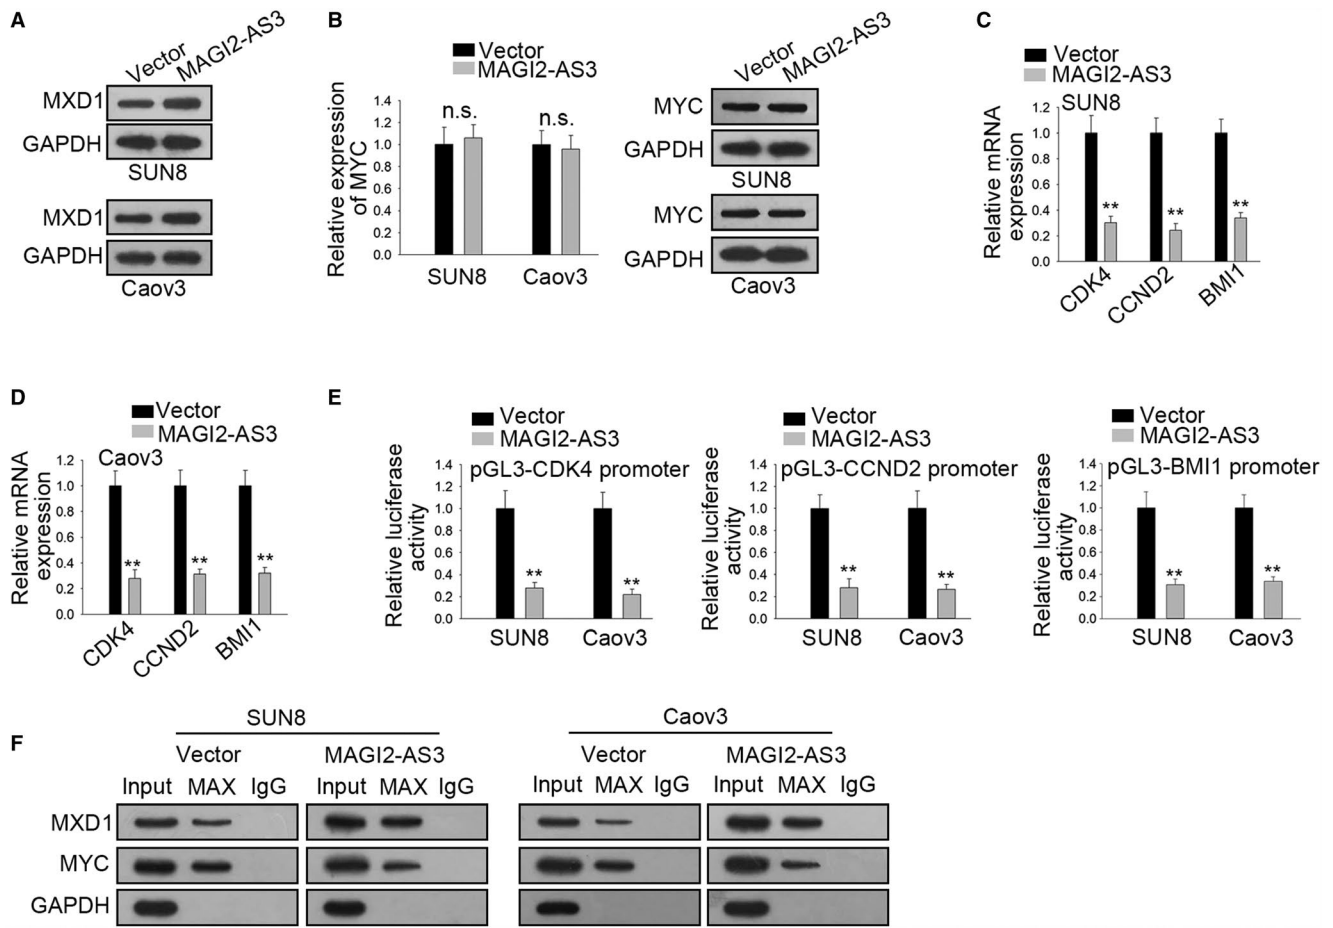 A
Vector
MAGI2-AS3
MXD1
GAPDH
SUN8
MXD1
GAPDH
Caov3
B
Vector
MAGI2-AS3
Relative expression
of MYC
1.4
1.2
1.0
0.8
0.6
0.4
0.2
0.0
n.s.
n.s.
SUN8
Caov3
Vector
MAGI2-AS3
MYC
GAPDH
SUN8
MYC
GAPDH
Caov3
C
Vector
MAGI2-AS3
SUN8
Relative mRNA
expression
1.2
1.0
0.8
0.6
0.4
0.2
0.0
**
**
**
CDK4
CCND2
BMI1
D
Vector
MAGI2-AS3
Caov3
Relative mRNA
expression
1.2
1.0
0.8
0.6
0.4
0.2
0.0
**
**
**
CDK4
CCND2
BMI1
E
Vector
MAGI2-AS3
pGL3-CDK4 promoter
Relative luciferase
activity
1.4
1.2
1.0
0.8
0.6
0.4
0.2
0.0
**
**
SUN8
Caov3
Vector
MAGI2-AS3
pGL3-CCND2 promoter
Relative luciferase
activity
1.4
1.2
1.0
0.8
0.6
0.4
0.2
0.0
**
**
SUN8
Caov3
Vector
MAGI2-AS3
pGL3-BMI1 promoter
Relative luciferase
activity
1.4
1.2
1.0
0.8
0.6
0.4
0.2
0.0
**
**
SUN8
Caov3
F
SUN8
Caov3
Vector
MAGI2-AS3
Vector
MAGI2-AS3
Input MAX IgG
Input MAX IgG
Input MAX IgG
Input MAX IgG
MXD1
MYC
GAPDH